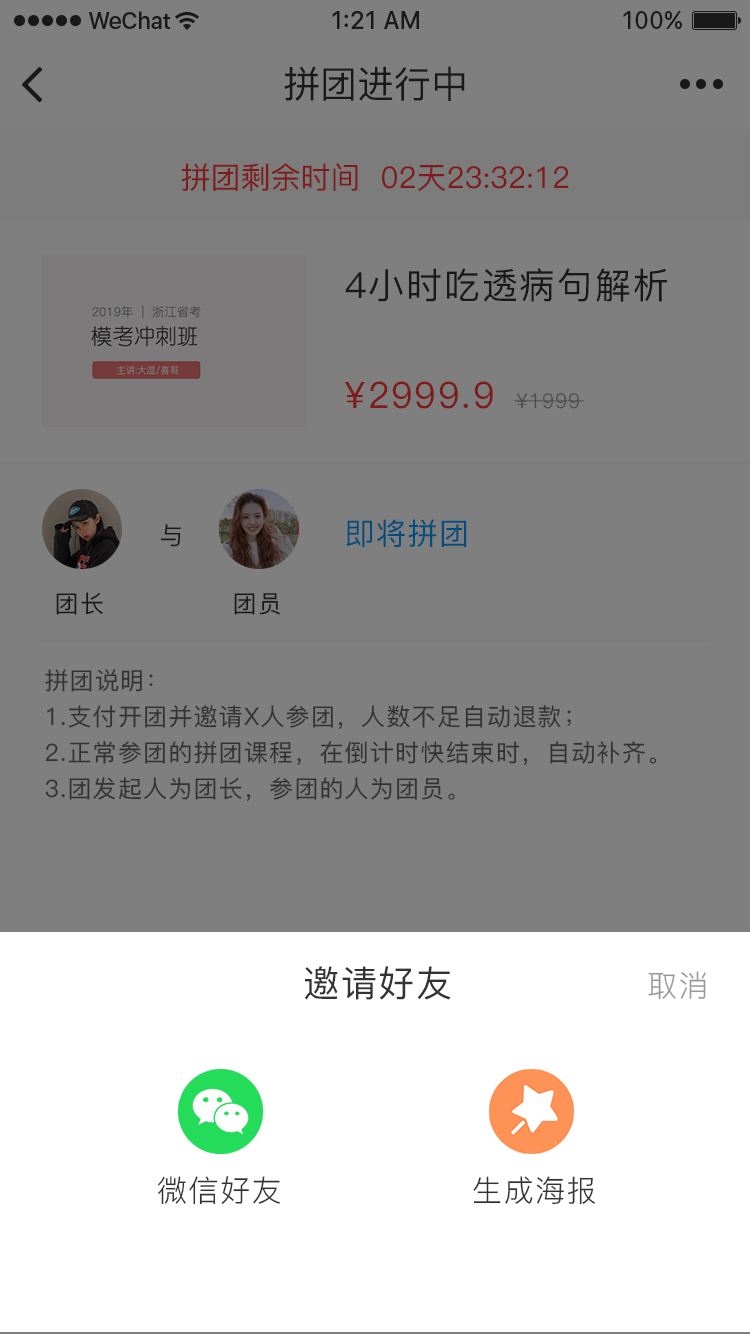 WeChat 1:21 AM 100%
拼团进行中
拼团剩余时间 02天23:32:12
2019年 | 浙江省考
模考冲刺班
主讲:大涅/喜哥
4小时吃透病句解析
¥2999.9 ¥1999
与 即将拼团
团长 团员
拼团说明：
1.支付开团并邀请X人参团，人数不足自动退款；
2.正常参团的拼团课程，在倒计时快结束时，自动补齐。
3.团发起人为团长，参团的人为团员。
邀请好友 取消
微信好友 生成海报